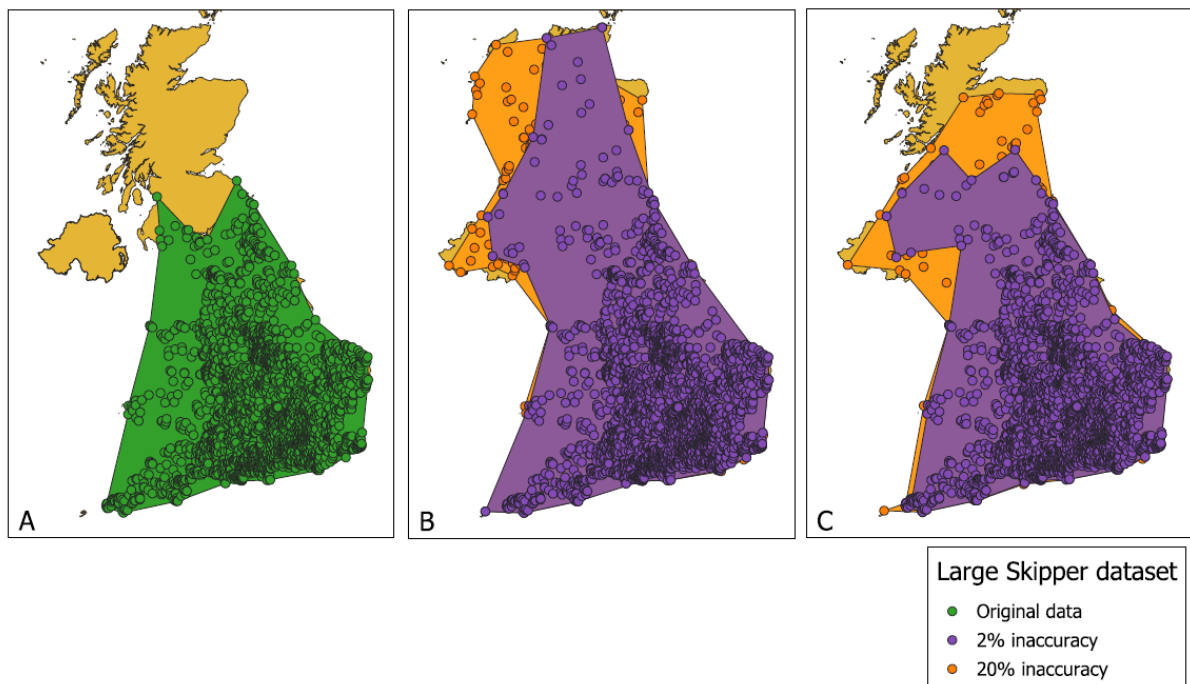 A
B
C
Large Skipper dataset
Original data
2% inaccuracy
20% inaccuracy